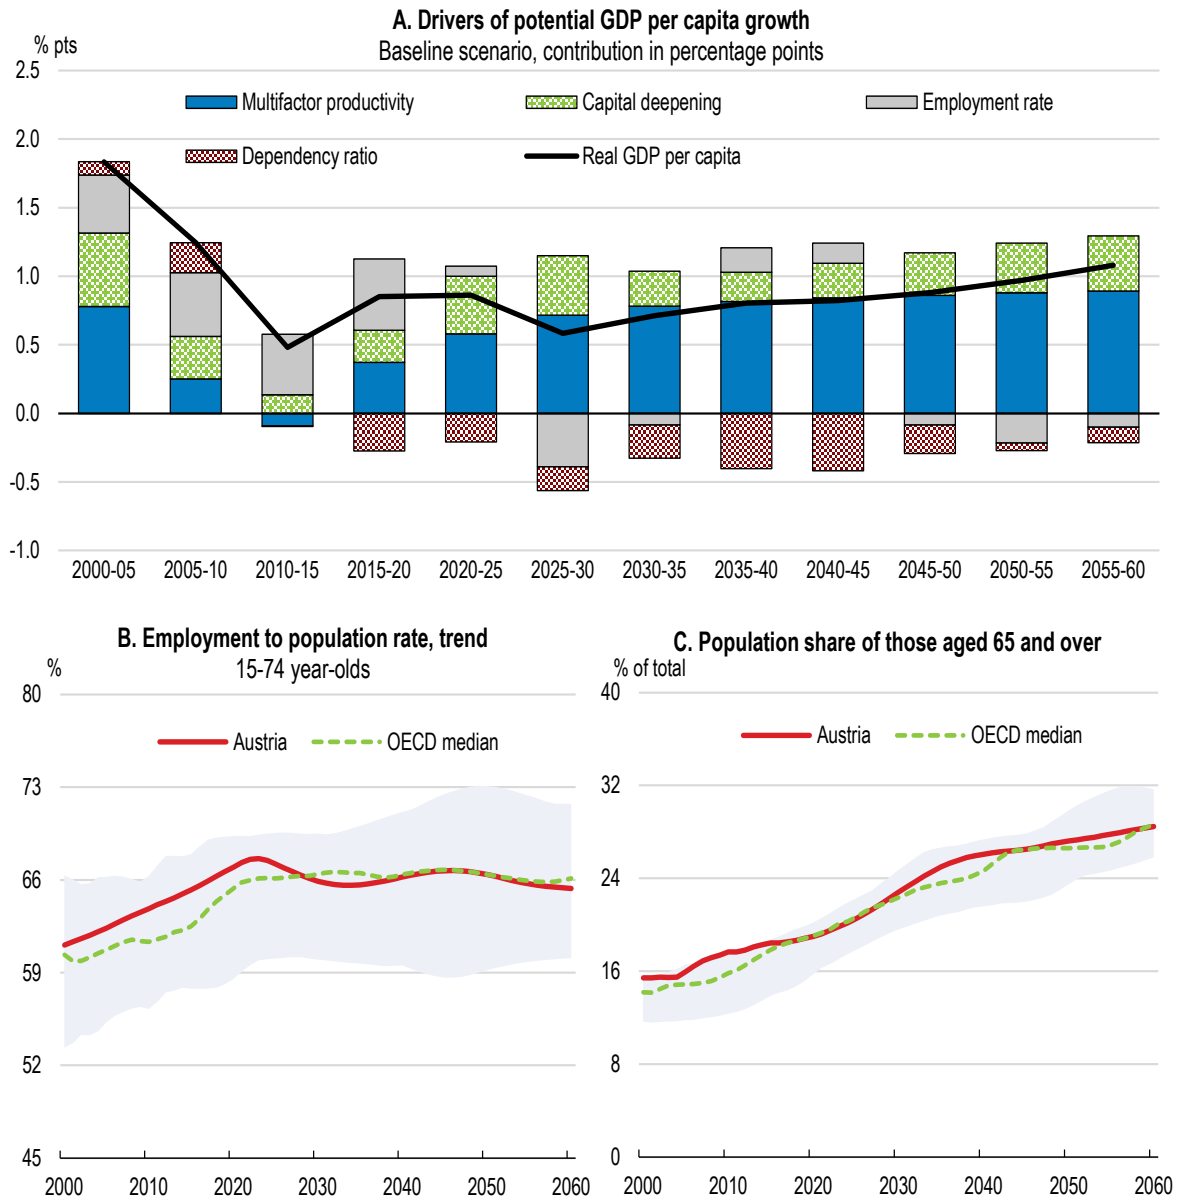 A. Drivers of potential GDP per capita growth
% pts
Baseline scenario, contribution in percentage points
2.5
Multifactor productivity
Capital deepening
Employment rate
2.0
Dependency ratio
Real GDP per capita
1.5
1.0
0.5
0.0
-0.5
-1.0
2000-05 2005-10 2010-15 2015-20 2020-25 2025-30 2030-35 2035-40 2040-45 2045-50 2050-55 2055-60
B. Employment to population rate, trend
%
15-74 year-olds
80
Austria
OECD median
73
66
59
52
45
2000 2010 2020 2030 2040 2050 2060
C. Population share of those aged 65 and over
% of total
40
Austria
OECD median
32
24
16
8
0
2000 2010 2020 2030 2040 2050 2060